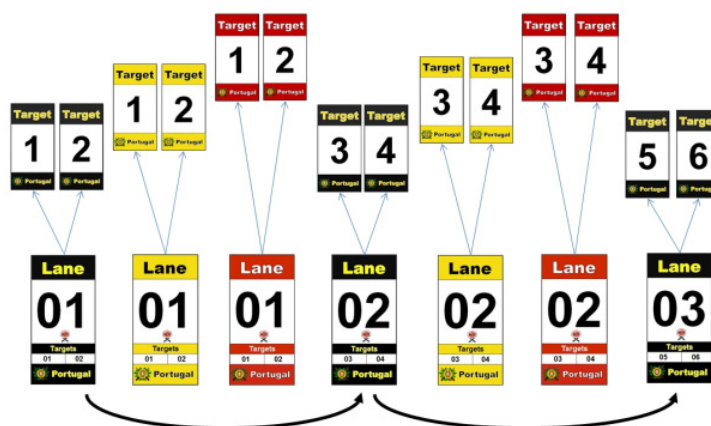 Target
1
Portugal
Target
2
Portugal
Target
1
Portugal
Target
2
Portugal
Target
1
Portugal
Target
2
Portugal
Target
3
Portugal
Target
4
Portugal
Target
3
Portugal
Target
4
Portugal
Target
3
Portugal
Target
4
Portugal
Target
5
Portugal
Target
6
Portugal
Lane
01
Targets
01 02
Portugal
Lane
01
Targets
01 02
Portugal
Lane
01
Targets
01 02
Portugal
Lane
02
Targets
03 04
Portugal
Lane
02
Targets
03 04
Portugal
Lane
02
Targets
03 04
Portugal
Lane
03
Targets
05 06
Portugal